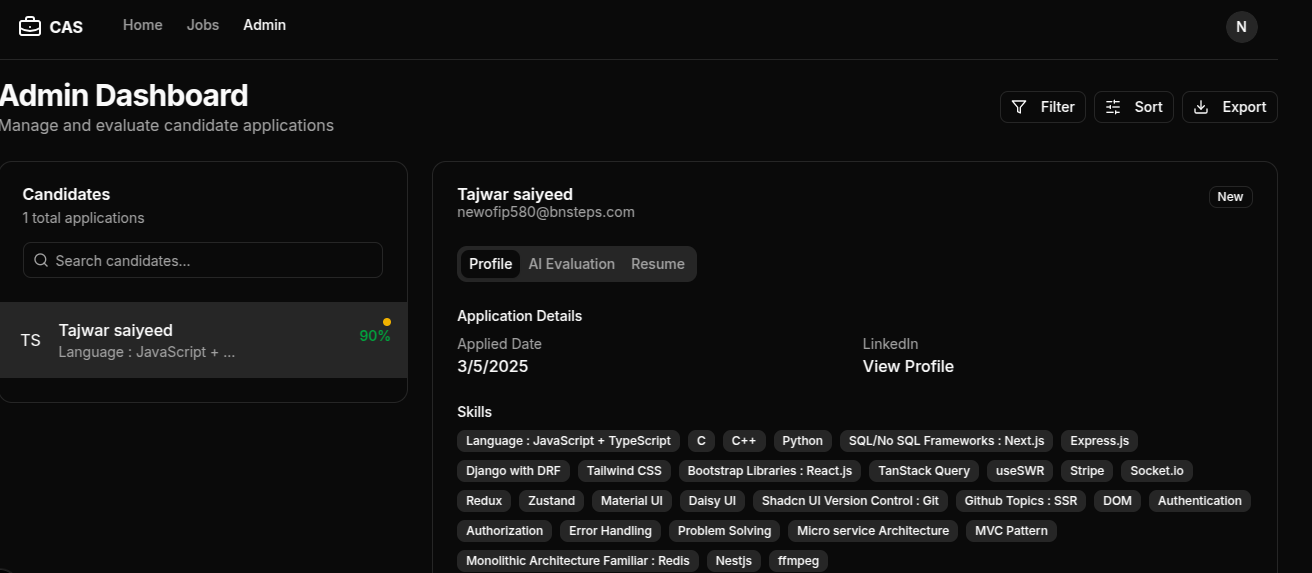 CAS Home Jobs Admin N
Admin Dashboard
Manage and evaluate candidate applications
Filter Sort Export
Candidates
1 total applications
Search candidates...
TS Tajwar saiyeed 90%
Language : JavaScript + ...
Tajwar saiyeed New
newofip580@bnsteps.com
Profile AI Evaluation Resume
Application Details
Applied Date LinkedIn
3/5/2025 View Profile
Skills
Language : JavaScript + TypeScript C C++ Python SQL/No SQL Frameworks : Next.js Express.js
Django with DRF Tailwind CSS Bootstrap Libraries : React.js TanStack Query useSWR Stripe Socket.io
Redux Zustand Material UI Daisy UI Shadcn UI Version Control : Git Github Topics : SSR DOM Authentication
Authorization Error Handling Problem Solving Micro service Architecture MVC Pattern
Monolithic Architecture Familiar : Redis Nestjs ffmpeg